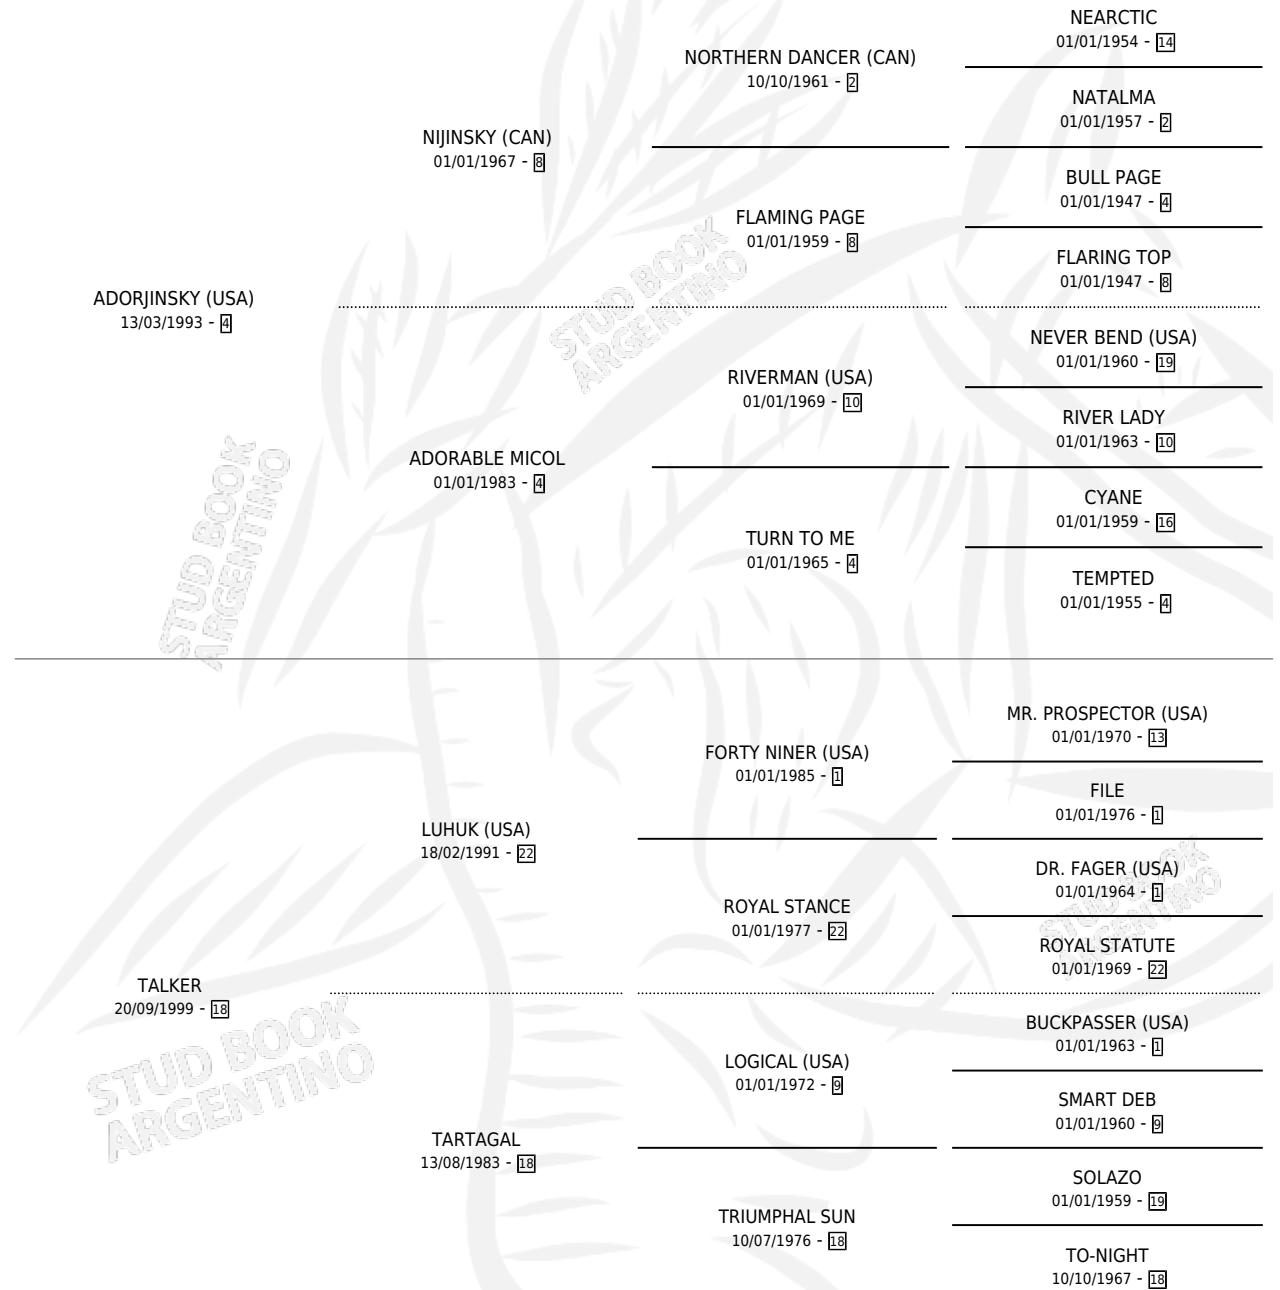 NEARCTIC
01/01/1954 - 14
NORTHERN DANCER (CAN)
10/10/1961 - 2
NATALMA
01/01/1957 - 2
NIJINSKY (CAN)
01/01/1967 - 8
BULL PAGE
01/01/1947 - 4
FLAMING PAGE
01/01/1959 - 8
FLARING TOP
01/01/1947 - 8
ADORJINSKY (USA)
13/03/1993 - 4
NEVER BEND (USA)
01/01/1960 - 19
RIVERMAN (USA)
01/01/1969 - 10
RIVER LADY
01/01/1963 - 10
ADORABLE MICOL
01/01/1983 - 4
CYANE
01/01/1959 - 16
TURN TO ME
01/01/1965 - 4
TEMPTED
01/01/1955 - 4
STUD BOOK
ARGENTINO
STUD BOOK
ARGENTINO
MR. PROSPECTOR (USA)
01/01/1970 - 13
FORTY NINER (USA)
01/01/1985 - 1
FILE
01/01/1976 - 1
LUHUK (USA)
18/02/1991 - 22
DR. FAGER (USA)
01/01/1964 - 1
ROYAL STANCE
01/01/1977 - 22
ROYAL STATUTE
01/01/1969 - 22
STUD BOOK
ARGENTINO
TALKER
20/09/1999 - 18
BUCKPASSER (USA)
01/01/1963 - 1
LOGICAL (USA)
01/01/1972 - 9
SMART DEB
01/01/1960 - 9
STUD BOOK
ARGENTINO
TARTAGAL
13/08/1983 - 18
SOLAZO
01/01/1959 - 19
TRIUMPHAL SUN
10/07/1976 - 18
TO-NIGHT
10/10/1967 - 18